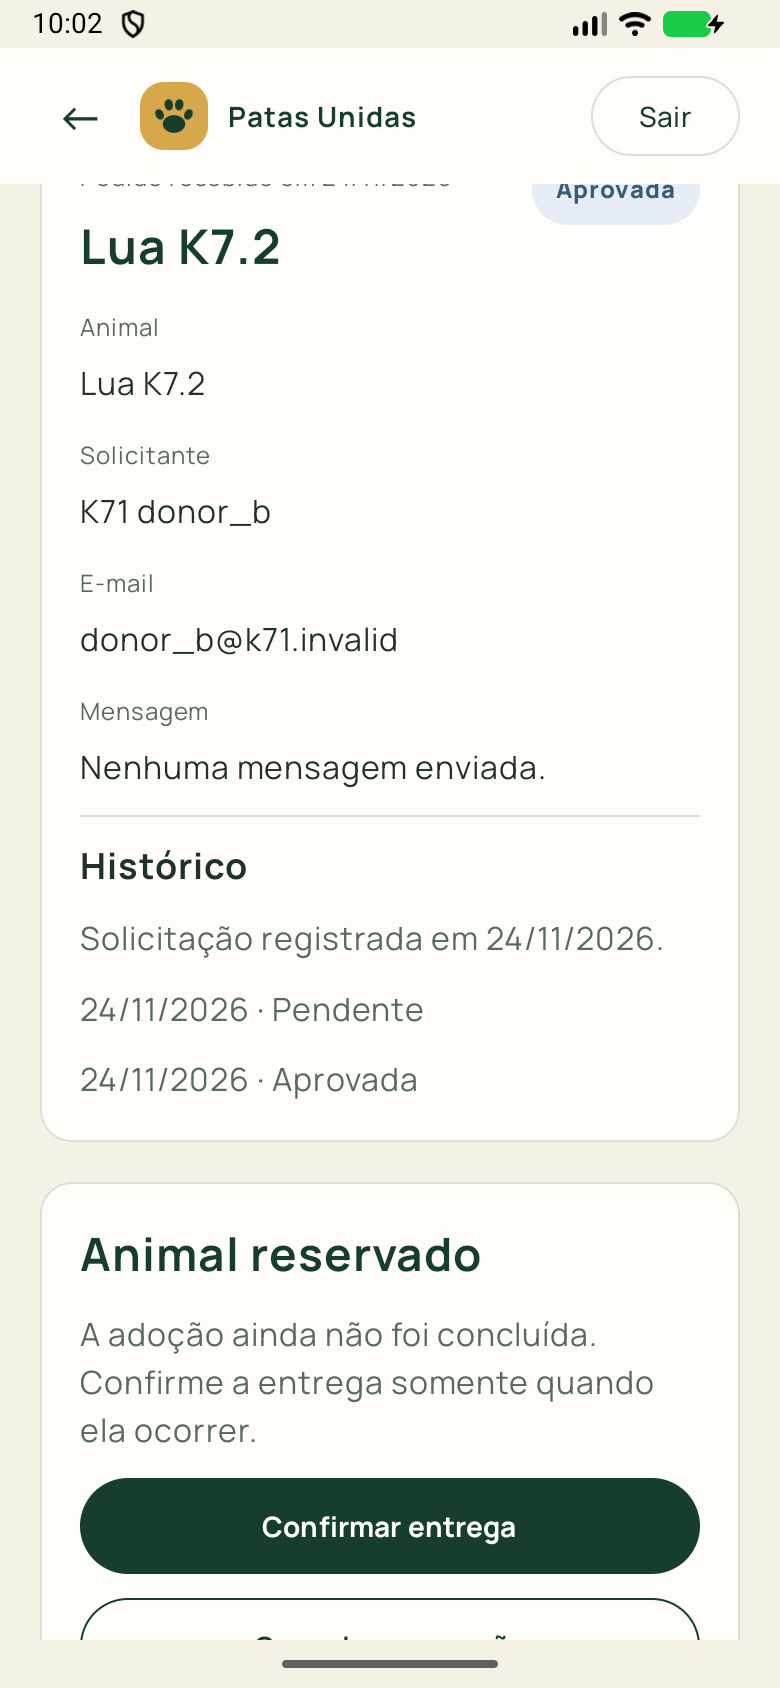 10:02
Patas Unidas
Sair
Aprovada
Lua K7.2
Animal
Lua K7.2
Solicitante
K71 donor_b
E-mail
donor_b@k71.invalid
Mensagem
Nenhuma mensagem enviada.
Histórico
Solicitação registrada em 24/11/2026.
24/11/2026 · Pendente
24/11/2026 · Aprovada
Animal reservado
A adoção ainda não foi concluída.
Confirme a entrega somente quando
ela ocorrer.
Confirmar entrega